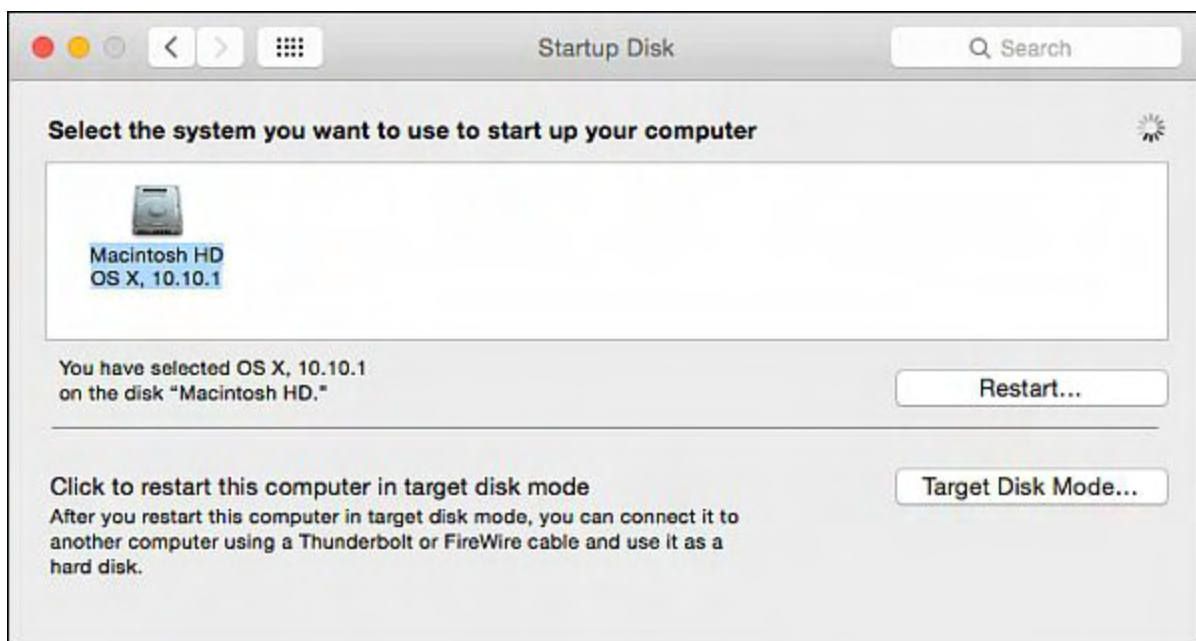 Startup Disk
Search
Select the system you want to use to start up your computer
Macintosh HD
OS X, 10.10.1
You have selected OS X, 10.10.1
on the disk “Macintosh HD.”
Restart...
Click to restart this computer in target disk mode
Target Disk Mode...
After you restart this computer in target disk mode, you can connect it to
another computer using a Thunderbolt or FireWire cable and use it as a
hard disk.